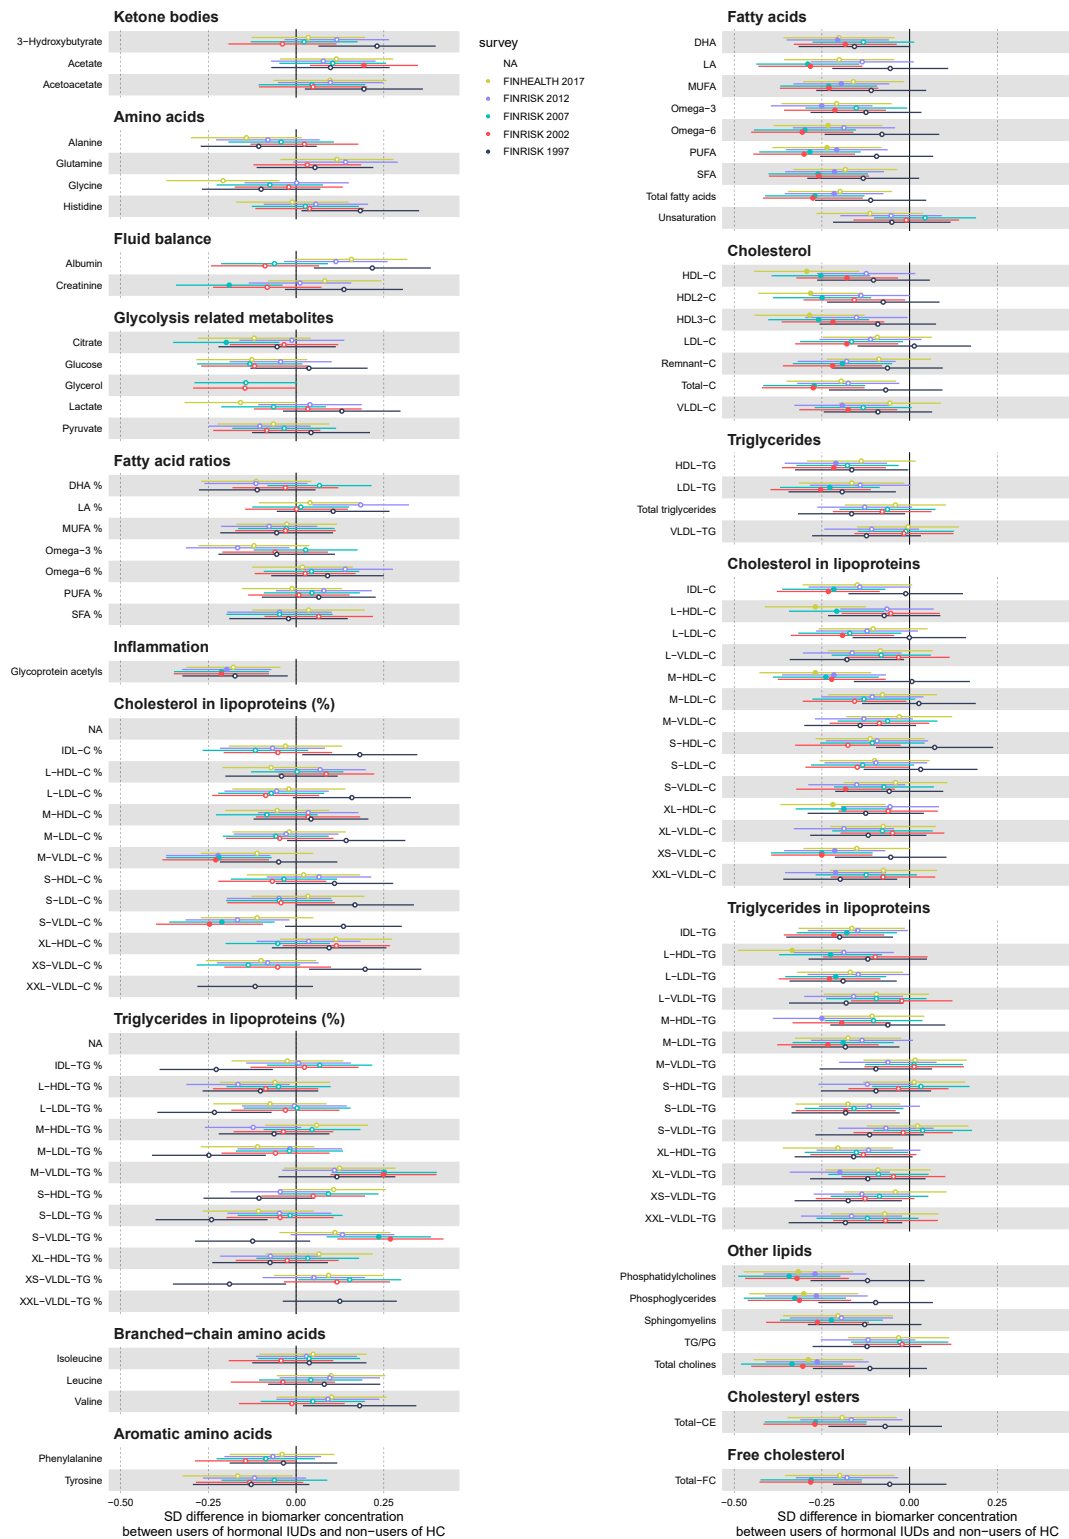 Ketone bodies
3−Hydroxybutyrate
Acetate
Acetoacetate
Amino acids
Alanine
Glutamine
Glycine
Histidine
Fluid balance
Albumin
Creatinine
Glycolysis related metabolites
Citrate
Glucose
Glycerol
Lactate
Pyruvate
Fatty acid ratios
DHA %
LA %
MUFA %
Omega−3 %
Omega−6 %
PUFA %
SFA %
Inflammation
Glycoprotein acetyls
Cholesterol in lipoproteins (%)
NA
IDL−C %
L−HDL−C %
L−LDL−C %
M−HDL−C %
M−LDL−C %
M−VLDL−C %
S−HDL−C %
S−LDL−C %
S−VLDL−C %
XL−HDL−C %
XS−VLDL−C %
XXL−VLDL−C %
Triglycerides in lipoproteins (%)
NA
IDL−TG %
L−HDL−TG %
L−LDL−TG %
M−HDL−TG %
M−LDL−TG %
M−VLDL−TG %
S−HDL−TG %
S−LDL−TG %
S−VLDL−TG %
XL−HDL−TG %
XS−VLDL−TG %
XXL−VLDL−TG %
Branched−chain amino acids
Isoleucine
Leucine
Valine
Aromatic amino acids
Phenylalanine
Tyrosine
−0.50 −0.25 0.00 0.25
SD difference in biomarker concentration
between users of hormonal IUDs and non−users of HC
survey
NA
FINHEALTH 2017
FINRISK 2012
FINRISK 2007
FINRISK 2002
FINRISK 1997
Fatty acids
DHA
LA
MUFA
Omega−3
Omega−6
PUFA
SFA
Total fatty acids
Unsaturation
Cholesterol
HDL−C
HDL2−C
HDL3−C
LDL−C
Remnant−C
Total−C
VLDL−C
Triglycerides
HDL−TG
LDL−TG
Total triglycerides
VLDL−TG
Cholesterol in lipoproteins
IDL−C
L−HDL−C
L−LDL−C
L−VLDL−C
M−HDL−C
M−LDL−C
M−VLDL−C
S−HDL−C
S−LDL−C
S−VLDL−C
XL−HDL−C
XL−VLDL−C
XS−VLDL−C
XXL−VLDL−C
Triglycerides in lipoproteins
IDL−TG
L−HDL−TG
L−LDL−TG
L−VLDL−TG
M−HDL−TG
M−LDL−TG
M−VLDL−TG
S−HDL−TG
S−LDL−TG
S−VLDL−TG
XL−HDL−TG
XL−VLDL−TG
XS−VLDL−TG
XXL−VLDL−TG
Other lipids
Phosphatidylcholines
Phosphoglycerides
Sphingomyelins
TG/PG
Total cholines
Cholesteryl esters
Total−CE
Free cholesterol
Total−FC
−0.50 −0.25 0.00 0.25
SD difference in biomarker concentration
between users of hormonal IUDs and non−users of HC